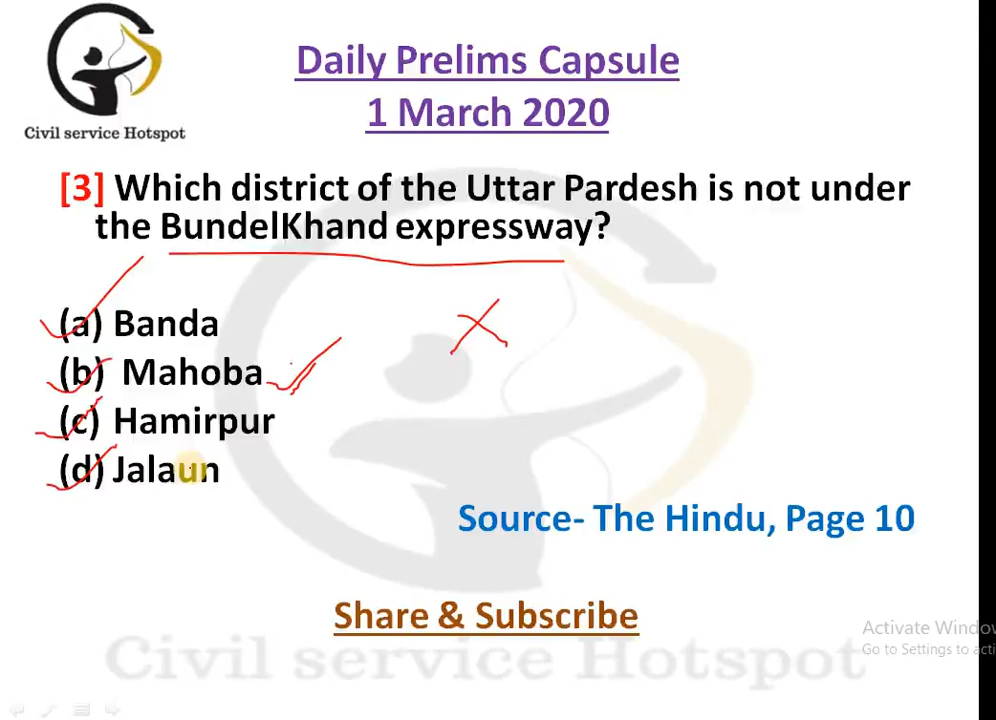 Civil service Hotspot
Daily Prelims Capsule
1 March 2020
[3] Which district of the Uttar Pardesh is not under
the BundelKhand expressway?
(a) Banda
(b) Mahoba
(c) Hamirpur
(d) Jalaun
Source- The Hindu, Page 10
Share & Subscribe
Activate Window
Go to Settings to acti
Civil service Hotspot